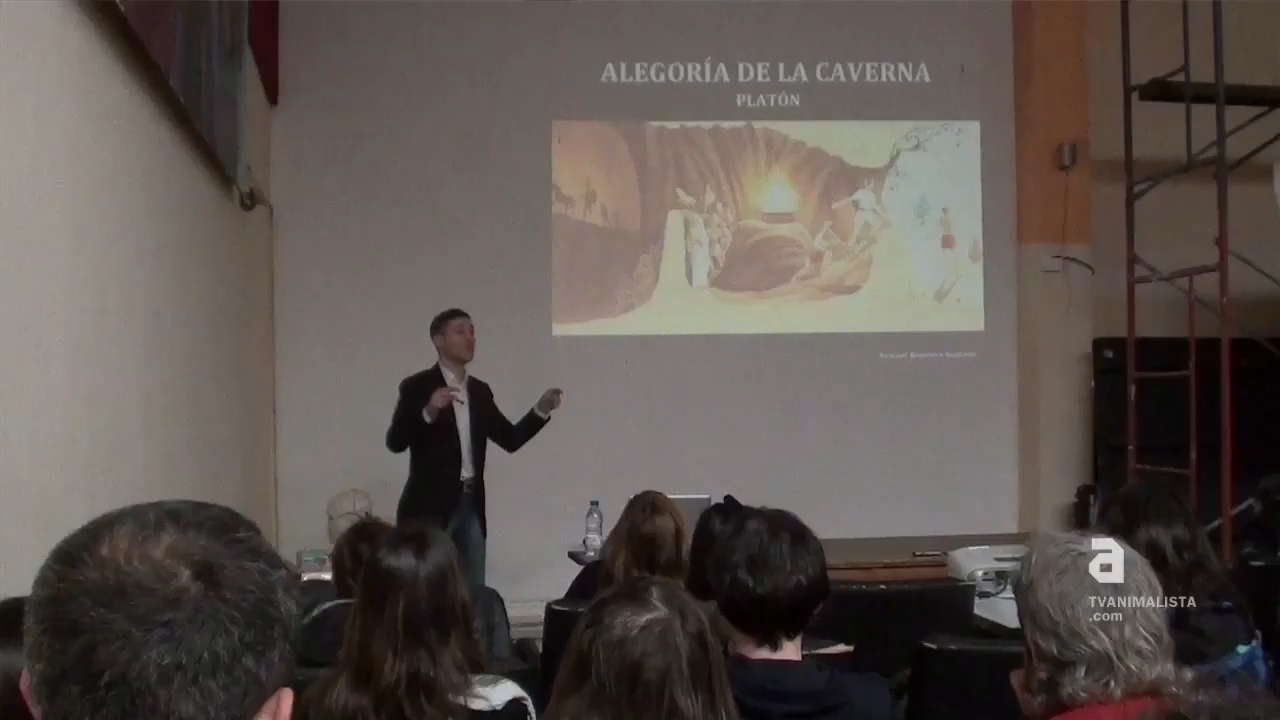 ALEGORÍA DE LA CAVERNA
PLATÓN
a
TVANIMALISTA
.com